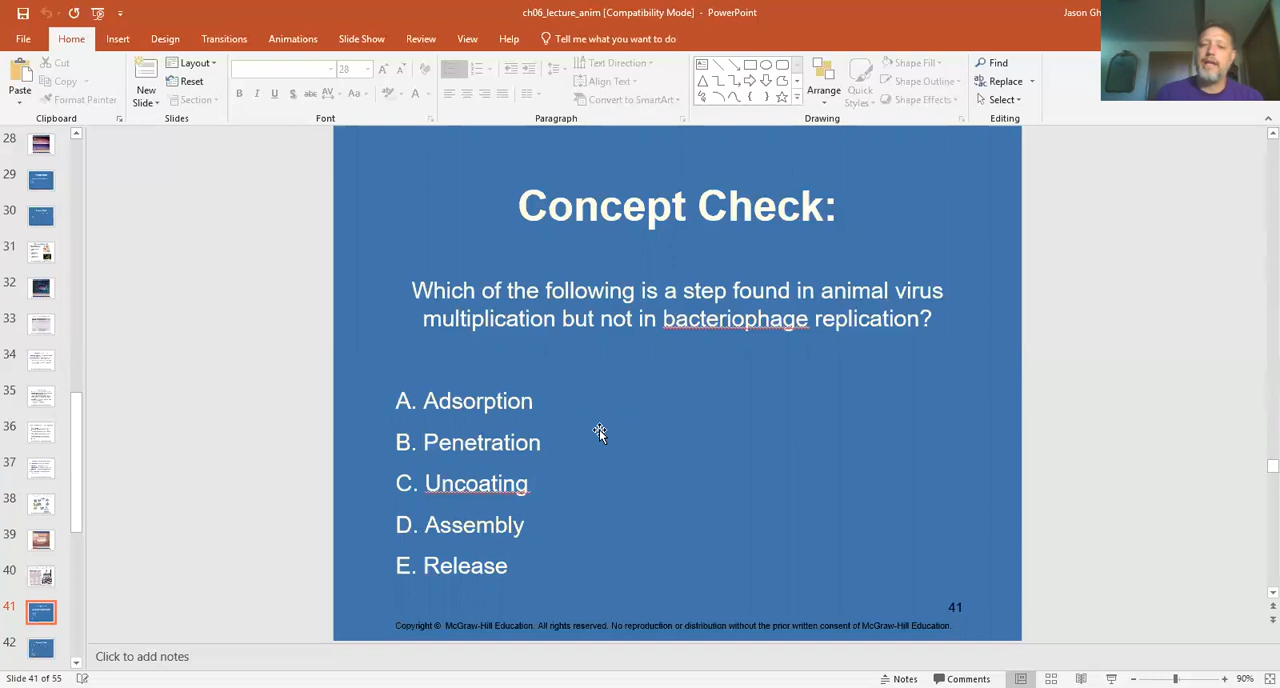 ch06_lecture_anim [Compatibility Mode] - PowerPoint
Jason Gh
File Home Insert Design Transitions Animations Slide Show Review View Help Tell me what you want to do
Paste
Cut
Copy
Format Painter
Clipboard
New
Slide
Layout
Reset
Section
Slides
28
B I U S abc AV Aa A
Font
Text Direction
Align Text
Convert to SmartArt
Paragraph
Arrange
Quick
Styles
Shape Fill
Shape Outline
Shape Effects
Drawing
Find
Replace
Select
Editing
28
29
30
31
32
33
34
35
36
37
38
39
40
41
42
Concept Check:
Which of the following is a step found in animal virus
multiplication but not in bacteriophage replication?
A. Adsorption
B. Penetration
C. Uncoating
D. Assembly
E. Release
41
Copyright © McGraw-Hill Education. All rights reserved. No reproduction or distribution without the prior written consent of McGraw-Hill Education.
Click to add notes
Slide 41 of 55
Notes
Comments
90%